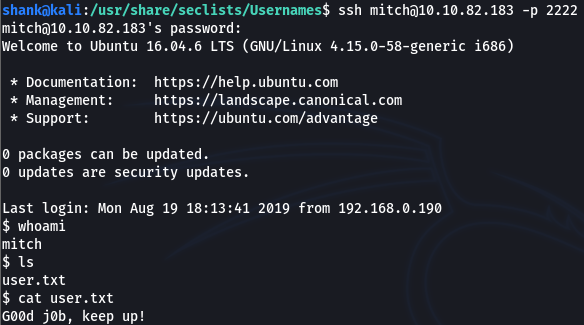 shank@kali:/usr/share/seclists/Usernames$ ssh mitch@10.10.82.183 -p 2222
mitch@10.10.82.183's password:
Welcome to Ubuntu 16.04.6 LTS (GNU/Linux 4.15.0-58-generic i686)

 * Documentation:  https://help.ubuntu.com
 * Management:     https://landscape.canonical.com
 * Support:        https://ubuntu.com/advantage

0 packages can be updated.
0 updates are security updates.

Last login: Mon Aug 19 18:13:41 2019 from 192.168.0.190
$ whoami
mitch
$ ls
user.txt
$ cat user.txt
G00d j0b, keep up!